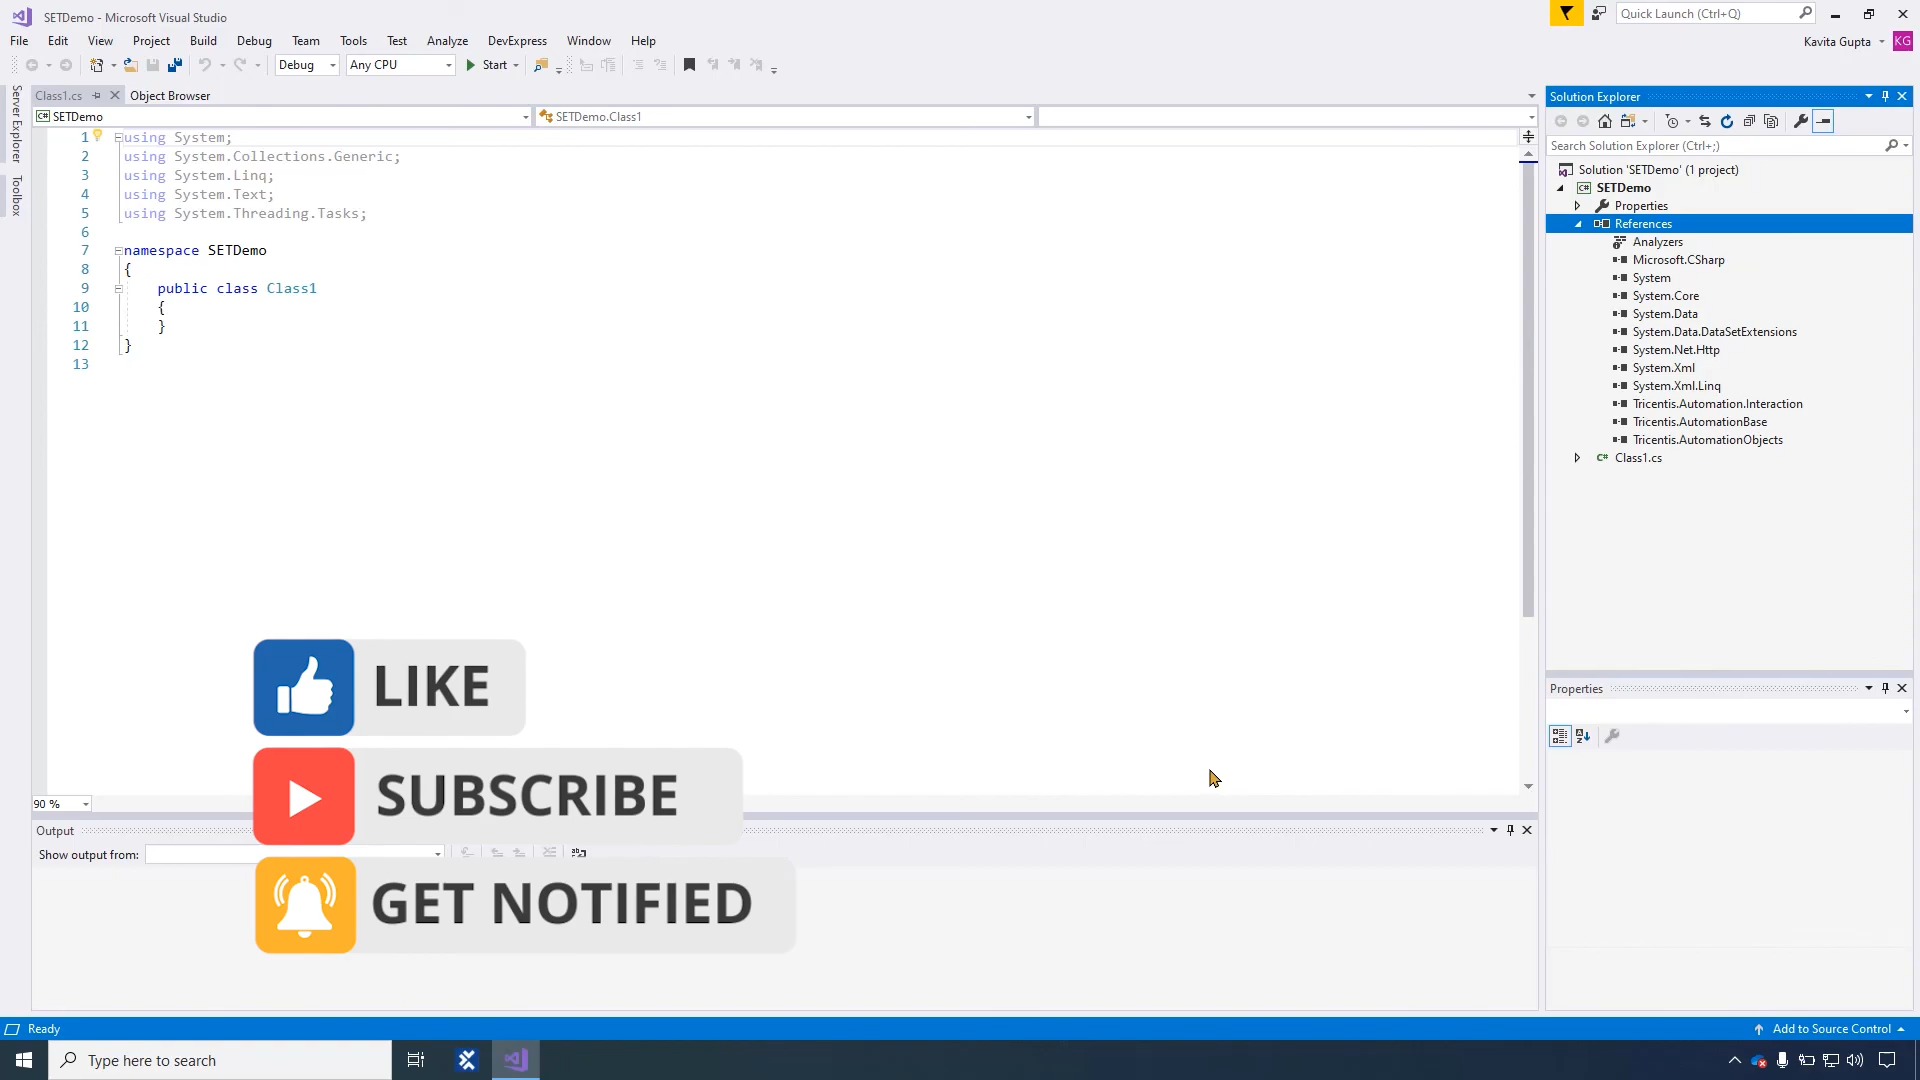 SETDemo - Microsoft Visual Studio
Quick Launch (Ctrl+Q)
File Edit View Project Build Debug Team Tools Test Analyze DevExpress Window Help
Kavita Gupta KG
Debug Any CPU Start
Server Explorer
Toolbox
Class1.cs Object Browser
SETDemo SETDemo.Class1
1 using System;
2 using System.Collections.Generic;
3 using System.Linq;
4 using System.Text;
5 using System.Threading.Tasks;
6
7 namespace SETDemo
8 {
9 public class Class1
10 {
11 }
12 }
13
90 %
Output
Show output from:
LIKE
SUBSCRIBE
GET NOTIFIED
Solution Explorer
Search Solution Explorer (Ctrl+;)
Solution 'SETDemo' (1 project)
C# SETDemo
Properties
References
Analyzers
Microsoft.CSharp
System
System.Core
System.Data
System.Data.DataSetExtensions
System.Net.Http
System.Xml
System.Xml.Linq
Tricentis.Automation.Interaction
Tricentis.AutomationBase
Tricentis.AutomationObjects
C# Class1.cs
Properties
Ready
Add to Source Control
Type here to search